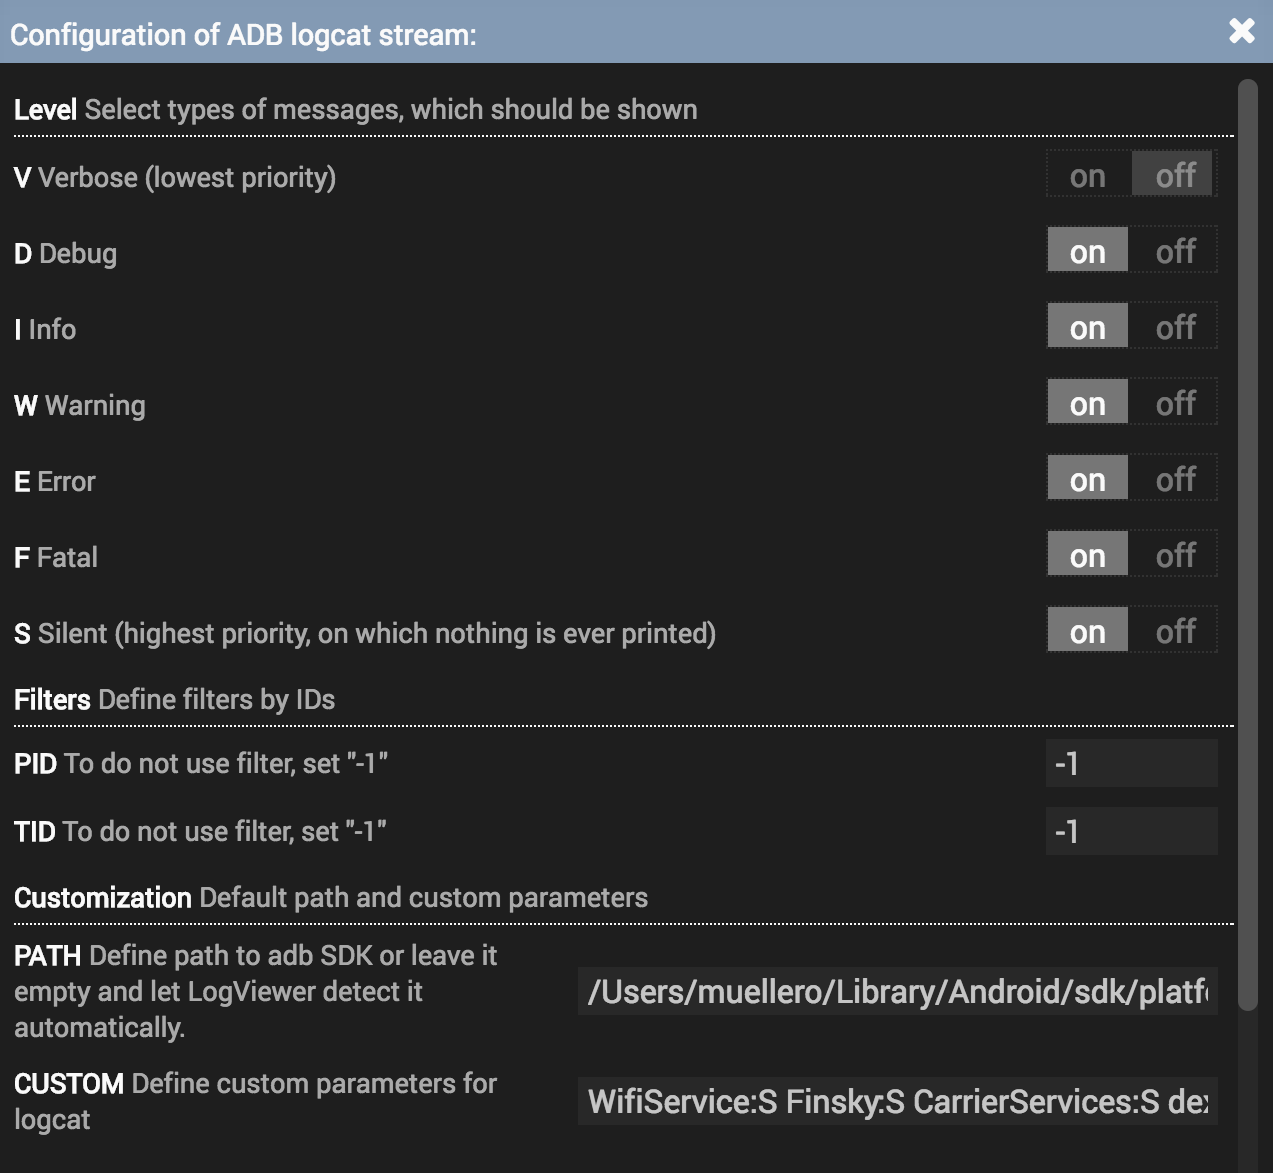 Configuration of ADB logcat stream:
Level Select types of messages, which should be shown
V Verbose (lowest priority) on off
D Debug on off
I Info on off
W Warning on off
E Error on off
F Fatal on off
S Silent (highest priority, on which nothing is ever printed) on off
Filters Define filters by IDs
PID To do not use filter, set "-1" -1
TID To do not use filter, set "-1" -1
Customization Default path and custom parameters
PATH Define path to adb SDK or leave it
empty and let LogViewer detect it
automatically.
/Users/muellero/Library/Android/sdk/platf
CUSTOM Define custom parameters for
logcat
WifiService:S Finsky:S CarrierServices:S de